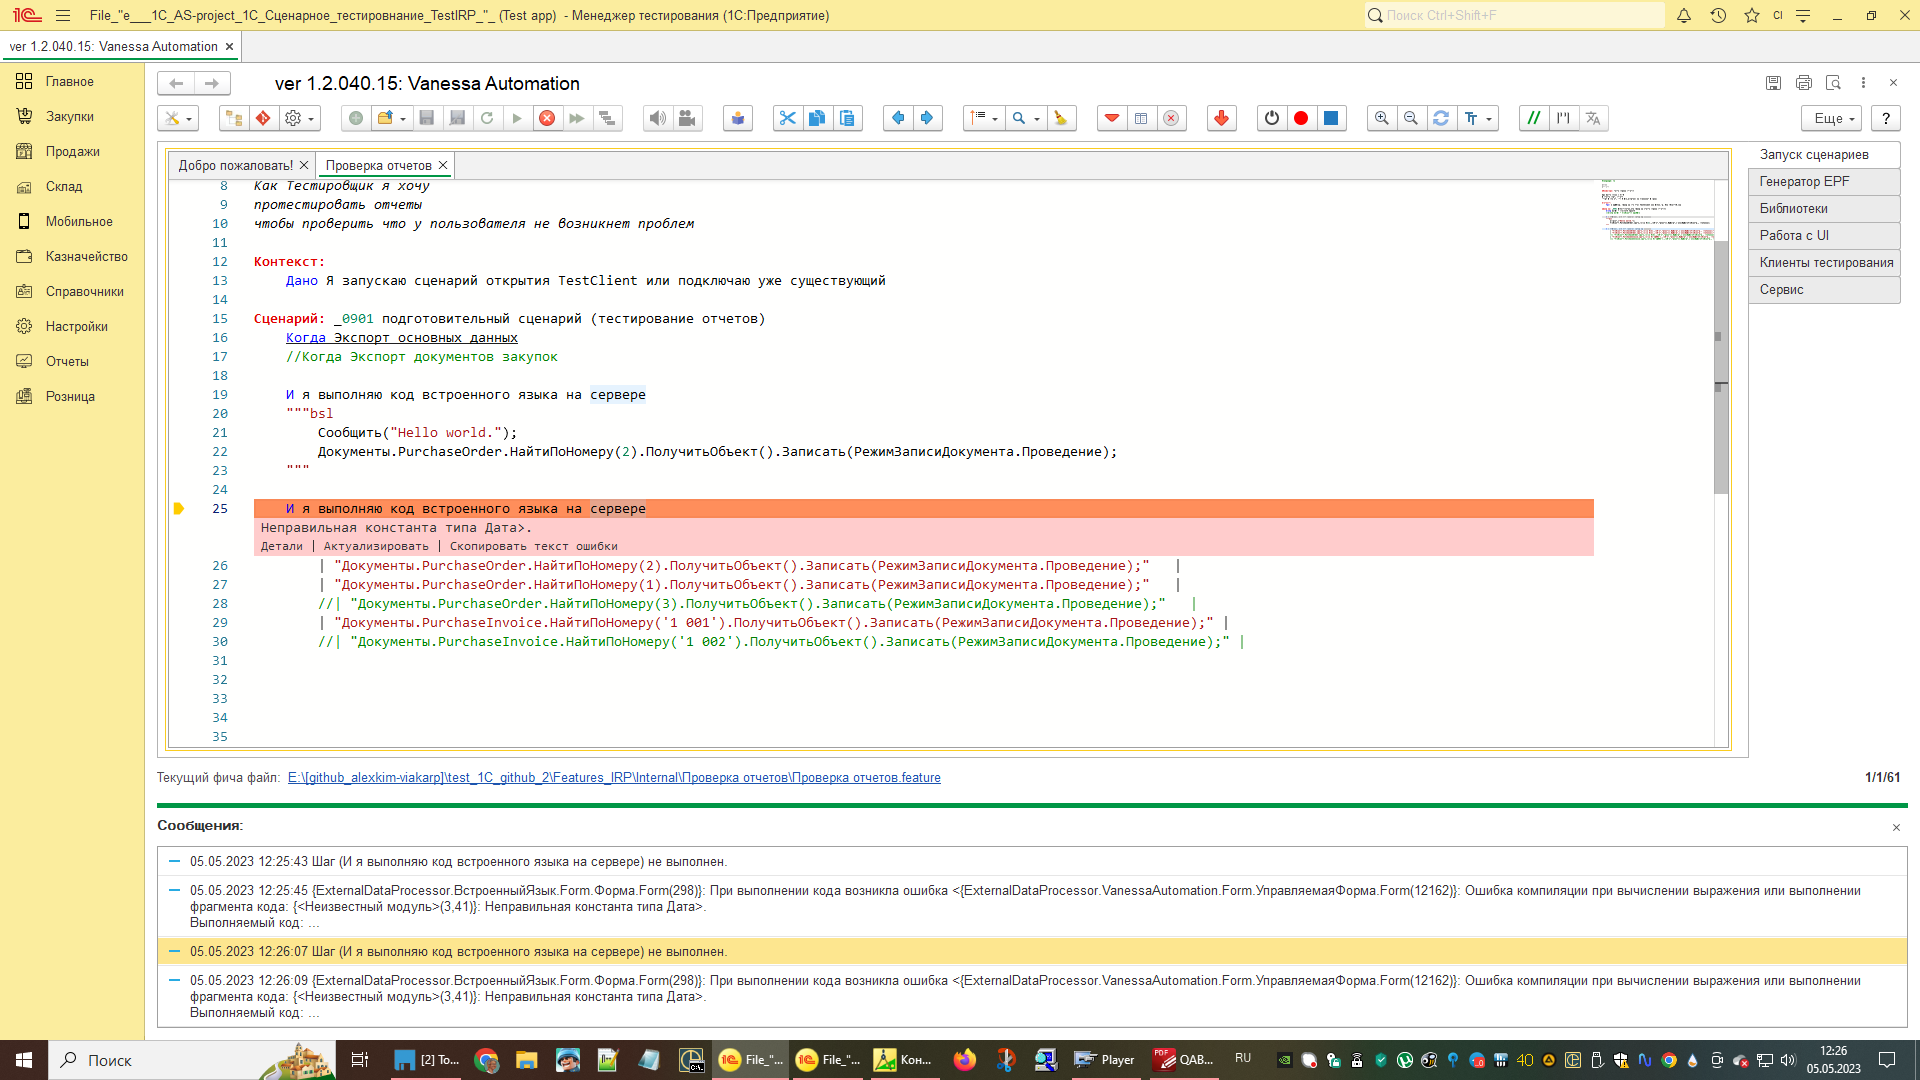 File_"e___1C_AS-project_1C_Сценарное_тестировнание_TestIRP_"_ (Test app) - Менеджер тестирования (1С:Предприятие)
Поиск Ctrl+Shift+F
CI
ver 1.2.040.15: Vanessa Automation
Главное
Закупки
Продажи
Склад
Мобильное
Казначейство
Справочники
Настройки
Отчеты
Розница
ver 1.2.040.15: Vanessa Automation
Еще
?
Добро пожаловать!
Проверка отчетов
8 Как Тестировщик я хочу
9 протестировать отчеты
10 чтобы проверить что у пользователя не возникнет проблем
11
12 Контекст:
13 Дано Я запускаю сценарий открытия TestClient или подключаю уже существующий
14
15 Сценарий: _0901 подготовительный сценарий (тестирование отчетов)
16 Когда Экспорт основных данных
17 //Когда Экспорт документов закупок
18
19 И я выполняю код встроенного языка на сервере
20 """bsl
21 Сообщить("Hello world.");
22 Документы.PurchaseOrder.НайтиПоНомеру(2).ПолучитьОбъект().Записать(РежимЗаписиДокумента.Проведение);
23 """
24
25 И я выполняю код встроенного языка на сервере
Неправильная константа типа Дата>.
Детали | Актуализировать | Скопировать текст ошибки
26 | "Документы.PurchaseOrder.НайтиПоНомеру(2).ПолучитьОбъект().Записать(РежимЗаписиДокумента.Проведение);" |
27 | "Документы.PurchaseOrder.НайтиПоНомеру(1).ПолучитьОбъект().Записать(РежимЗаписиДокумента.Проведение);" |
28 //| "Документы.PurchaseOrder.НайтиПоНомеру(3).ПолучитьОбъект().Записать(РежимЗаписиДокумента.Проведение);" |
29 | "Документы.PurchaseInvoice.НайтиПоНомеру('1 001').ПолучитьОбъект().Записать(РежимЗаписиДокумента.Проведение);" |
30 //| "Документы.PurchaseInvoice.НайтиПоНомеру('1 002').ПолучитьОбъект().Записать(РежимЗаписиДокумента.Проведение);" |
31
32
33
34
35
Запуск сценариев
Генератор EPF
Библиотеки
Работа с UI
Клиенты тестирования
Сервис
Текущий фича файл: E:\[github_alexkim-viakarp]\test_1C_github_2\Features_IRP\Internal\Проверка отчетов\Проверка отчетов.feature
1/1/61
Сообщения:
05.05.2023 12:25:43 Шаг (И я выполняю код встроенного языка на сервере) не выполнен.
05.05.2023 12:25:45 {ExternalDataProcessor.ВстроенныйЯзык.Form.Форма.Form(298)}: При выполнении кода возникла ошибка <{ExternalDataProcessor.VanessaAutomation.Form.УправляемаяФорма.Form(12162)}: Ошибка компиляции при вычислении выражения или выполнении
фрагмента кода: {<Неизвестный модуль>(3,41)}: Неправильная константа типа Дата>.
Выполняемый код: ...
05.05.2023 12:26:07 Шаг (И я выполняю код встроенного языка на сервере) не выполнен.
05.05.2023 12:26:09 {ExternalDataProcessor.ВстроенныйЯзык.Form.Форма.Form(298)}: При выполнении кода возникла ошибка <{ExternalDataProcessor.VanessaAutomation.Form.УправляемаяФорма.Form(12162)}: Ошибка компиляции при вычислении выражения или выполнении
фрагмента кода: {<Неизвестный модуль>(3,41)}: Неправильная константа типа Дата>.
Выполняемый код: ...
Поиск
[2] To...
File_"...
File_"...
Кон...
Player
QAB...
RU
40
12:26
05.05.2023